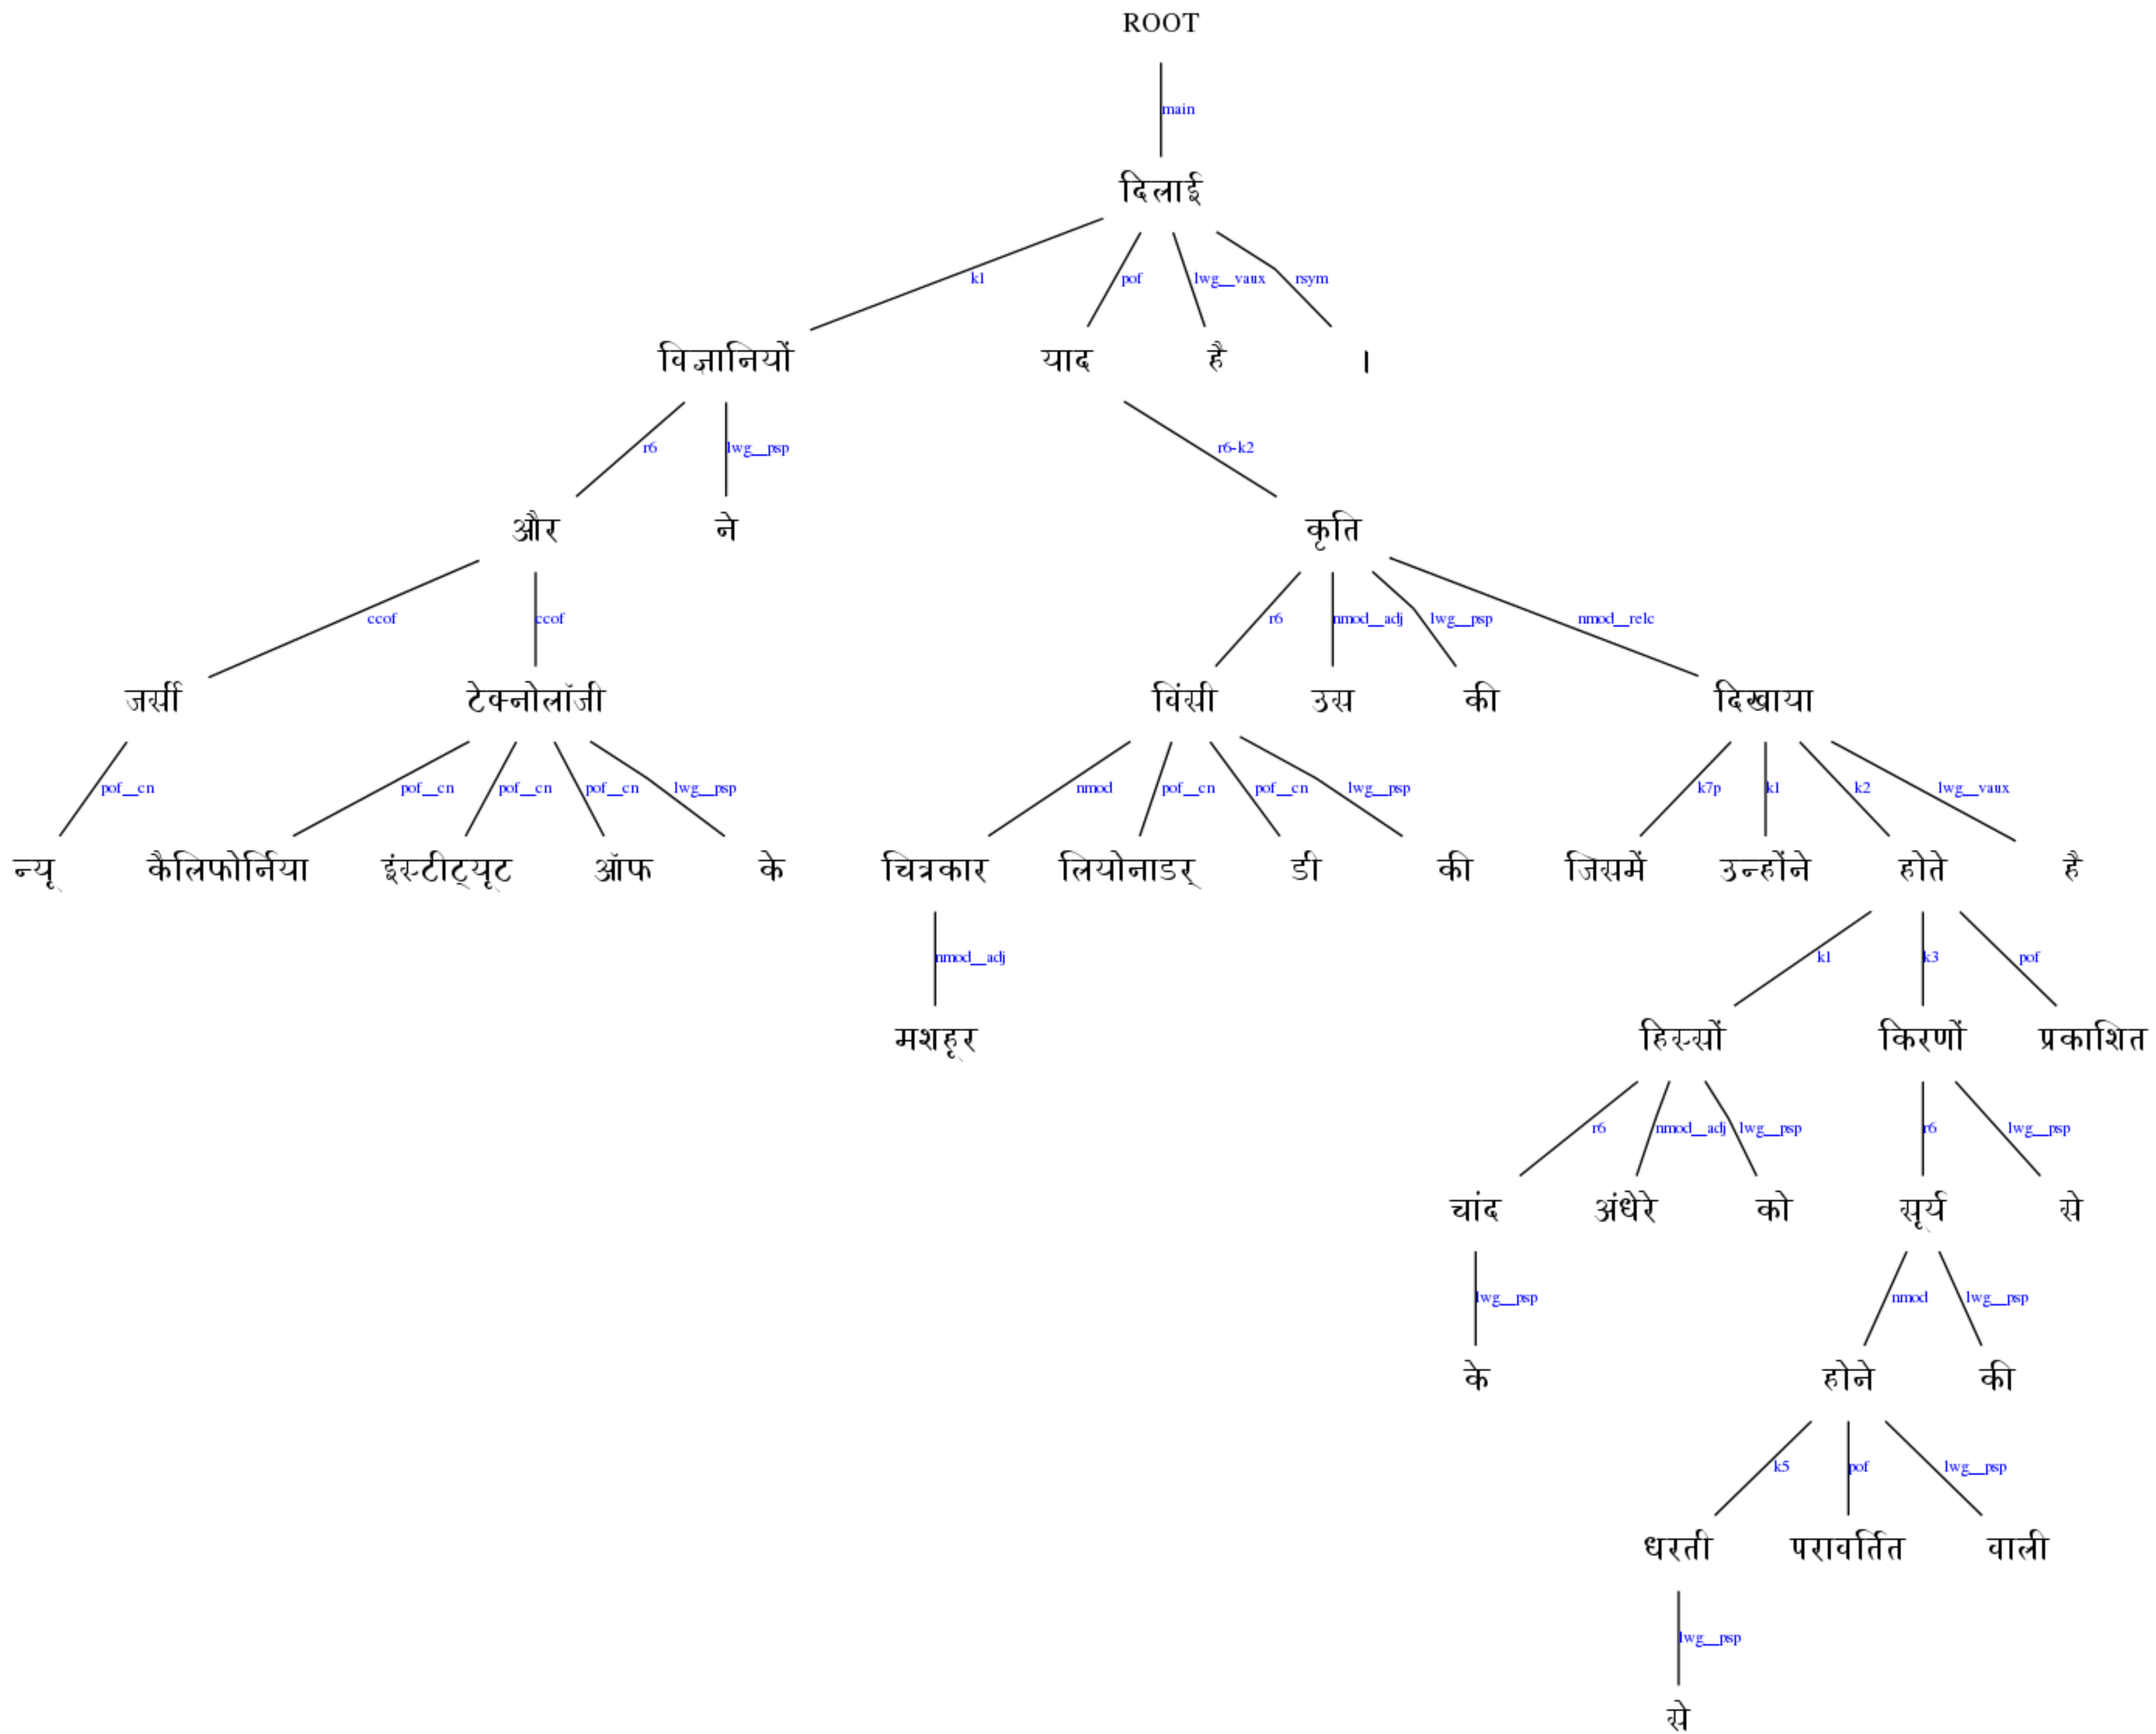 ROOT
main
दिलाई
k1 pof lwg__vaux rsym
विज्ञानियों याद है ।
r6 lwg__psp r6-k2
और ने कृति
ccof ccof r6 nmod__adj lwg__psp nmod__relc
जर्सी टेक्नोलॉजी विंसी उस की दिखाया
pof__cn pof__cn pof__cn pof__cn lwg__psp nmod pof__cn pof__cn lwg__psp k7p k1 k2 lwg__vaux
न्यू कैलिफोर्निया इंस्टीट्यूट ऑफ के चित्रकार लियोनाडर् डी की जिसमें उन्होंने होते है
nmod__adj k1 k3 pof
मशहूर हिस्सों किरणों प्रकाशित
r6 nmod__adj lwg__psp r6 lwg__psp
चांद अंधेरे को सूर्य से
lwg__psp nmod lwg__psp
के होने की
k5 pof lwg__psp
धरती परावर्तित वाली
lwg__psp
से